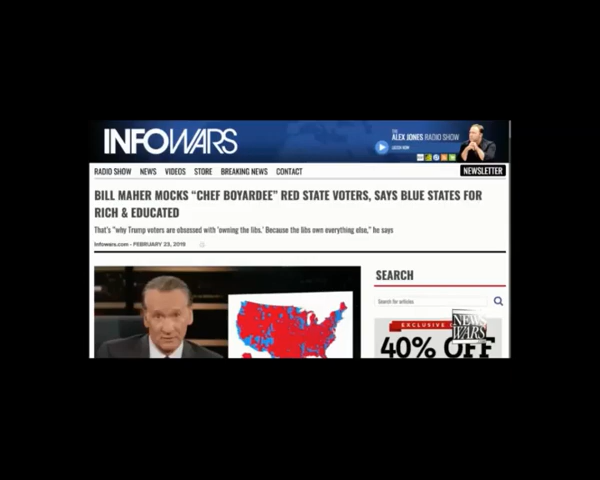 INFOWARS
THE
ALEX JONES RADIO SHOW
LISTEN NOW
RADIO SHOW NEWS VIDEOS STORE BREAKING NEWS CONTACT
NEWSLETTER
BILL MAHER MOCKS “CHEF BOYARDEE” RED STATE VOTERS, SAYS BLUE STATES FOR
RICH & EDUCATED
That's "why Trump voters are obsessed with 'owning the libs.' Because the libs own everything else," he says
Infowars.com - FEBRUARY 23, 2019
SEARCH
Search for articles
EXCLUSIVE
NEWS
WARS
40% OFF